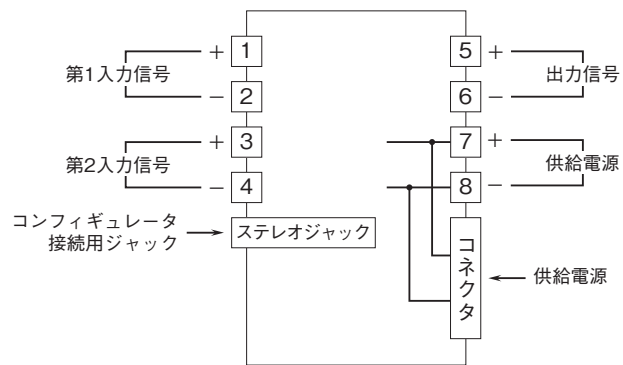 第1入力信号
+ 1
− 2
第2入力信号
+ 3
− 4
コンフィギュレータ
接続用ジャック
ステレオジャック
5 +
6 −
出力信号
7 +
8 −
供給電源
コネクタ
供給電源